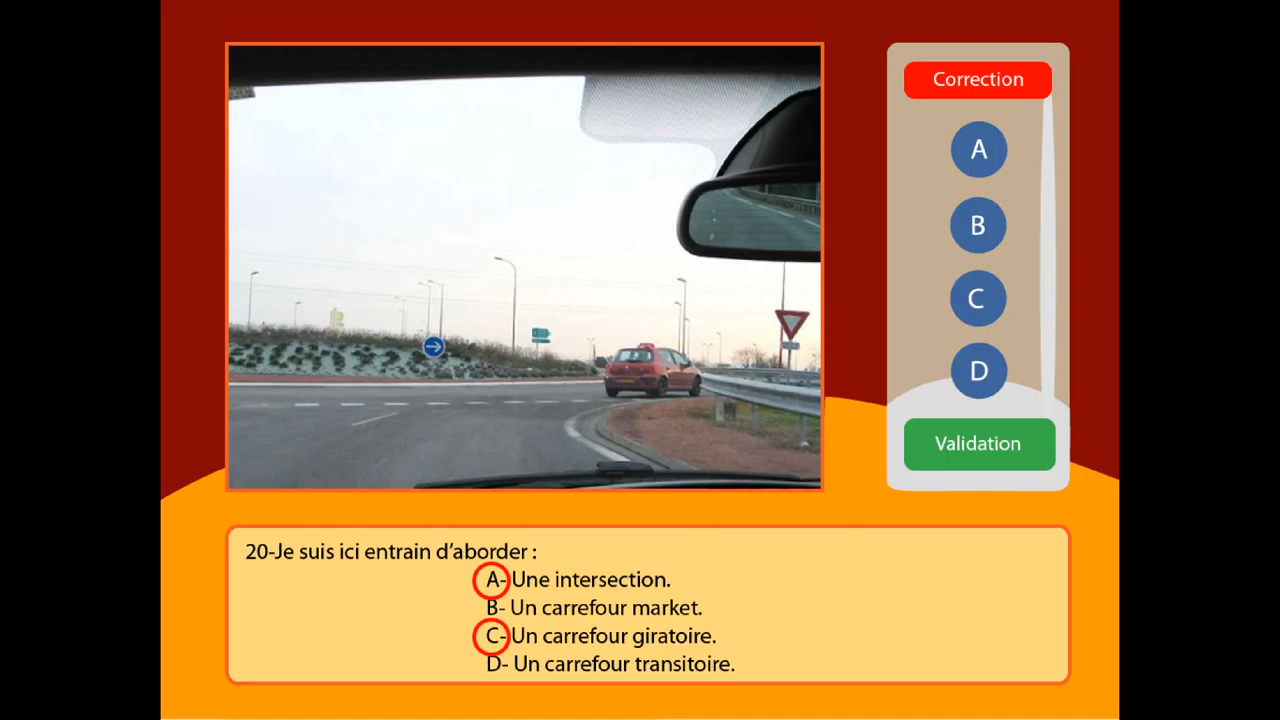 Correction
A
B
C
D
Validation
20-Je suis ici entrain d’aborder :
A- Une intersection.
B- Un carrefour market.
C- Un carrefour giratoire.
D- Un carrefour transitoire.